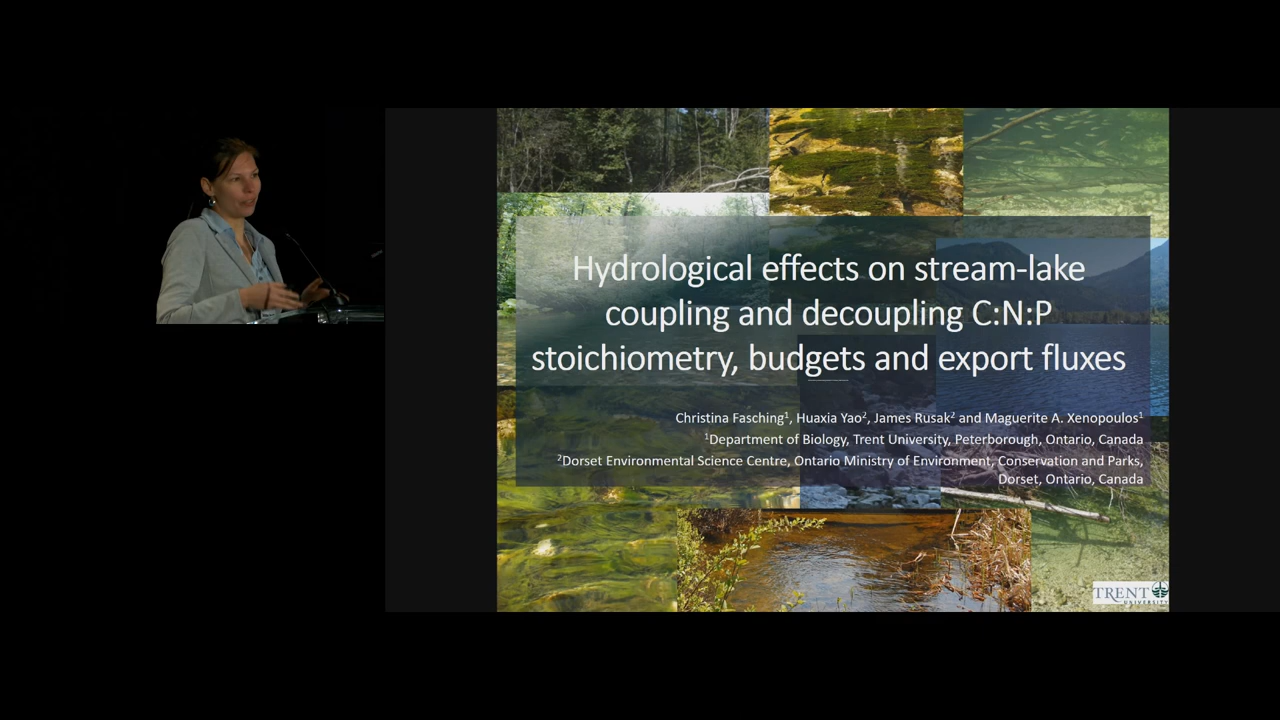 Hydrological effects on stream-lake
coupling and decoupling C:N:P
stoichiometry, budgets and export fluxes
Christina Fasching¹, Huaxia Yao², James Rusak² and Maguerite A. Xenopoulos¹
¹Department of Biology, Trent University, Peterborough, Ontario, Canada
²Dorset Environmental Science Centre, Ontario Ministry of Environment, Conservation and Parks,
Dorset, Ontario, Canada
TRENT
UNIVERSITY